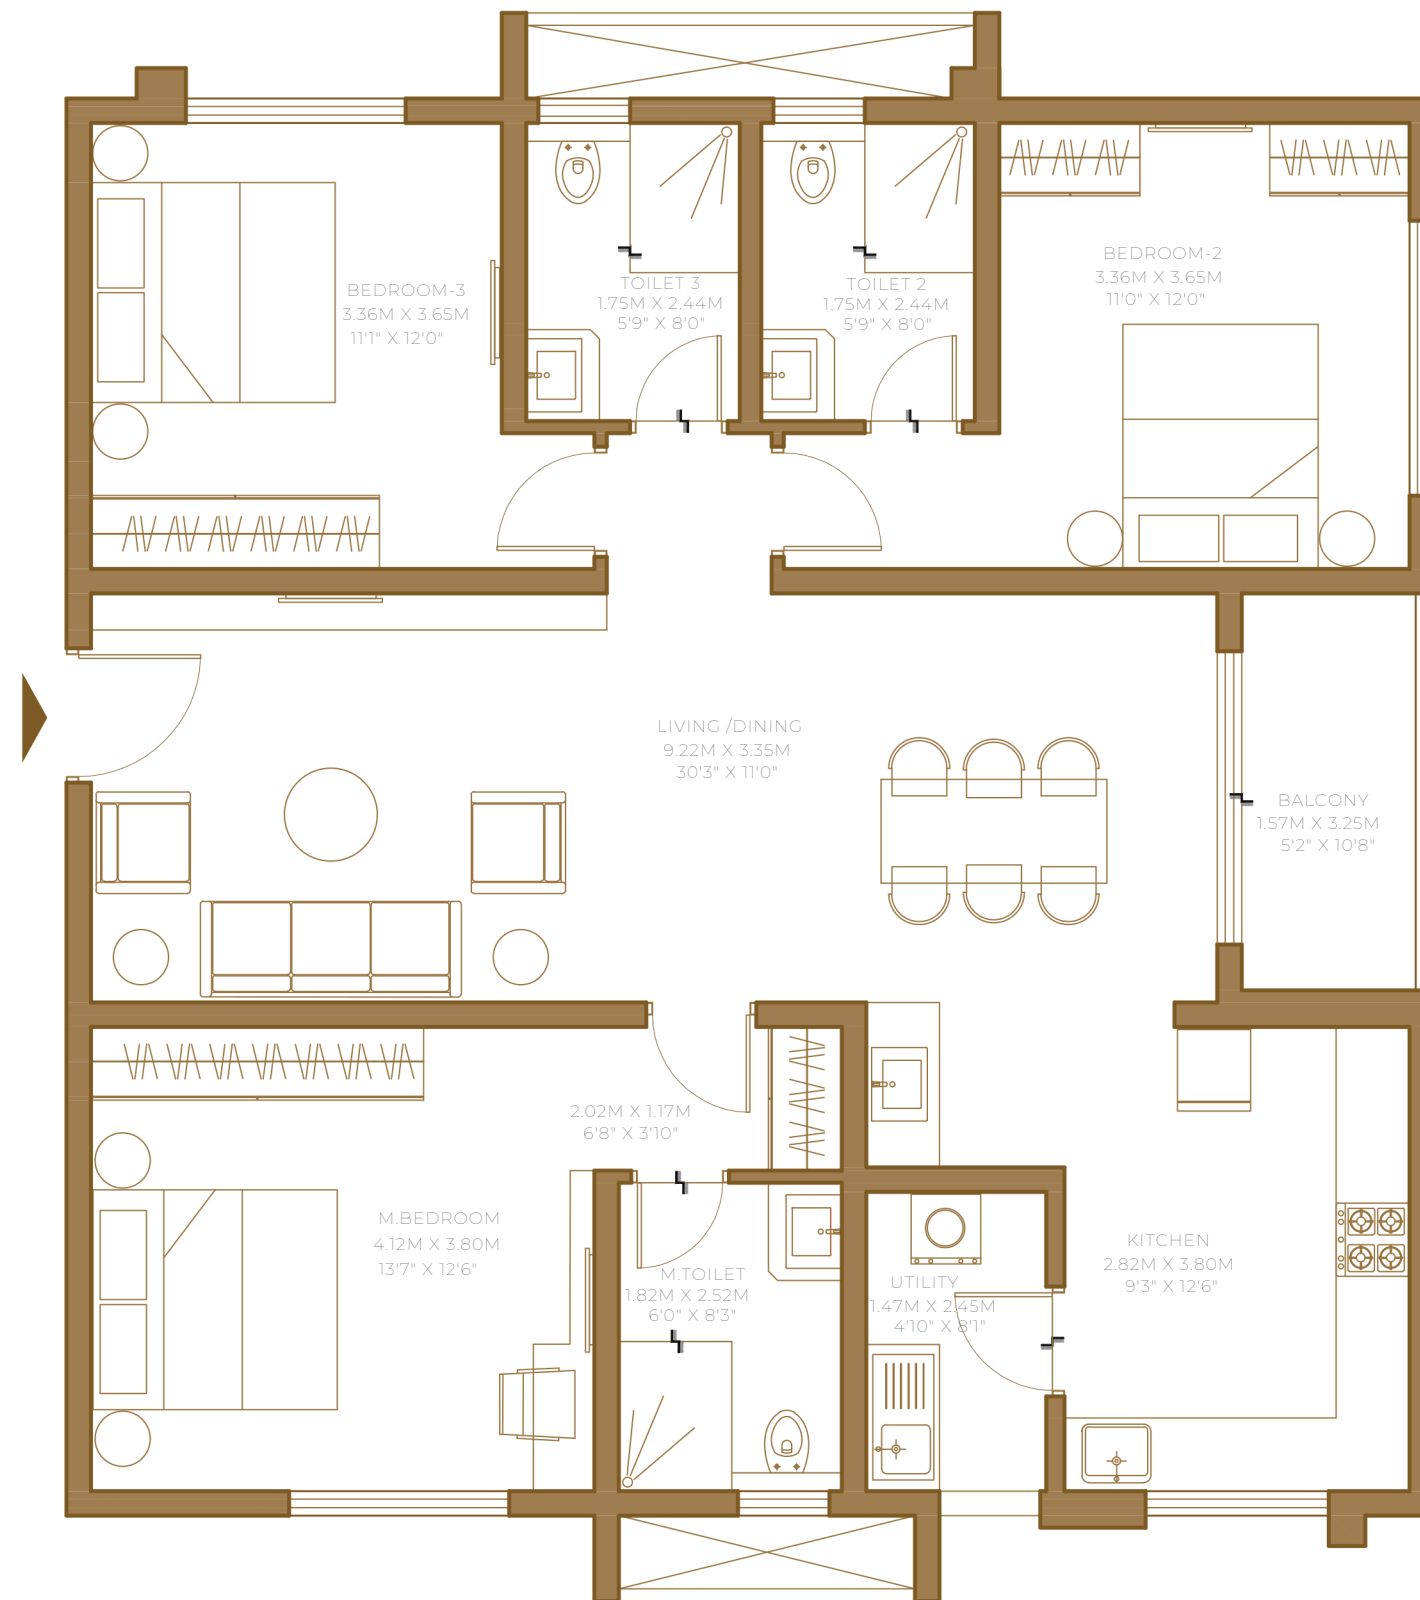 BEDROOM-3
3.36M X 3.65M
11'1" X 12'0"
TOILET 3
1.75M X 2.44M
5'9" X 8'0"
TOILET 2
1.75M X 2.44M
5'9" X 8'0"
BEDROOM-2
3.36M X 3.65M
11'0" X 12'0"
LIVING /DINING
9.22M X 3.35M
30'3" X 11'0"
BALCONY
1.57M X 3.25M
5'2" X 10'8"
2.02M X 1.17M
6'8" X 3'10"
M.BEDROOM
4.12M X 3.80M
13'7" X 12'6"
M.TOILET
1.82M X 2.52M
6'0" X 8'3"
UTILITY
1.47M X 2.45M
4'10" X 8'1"
KITCHEN
2.82M X 3.80M
9'3" X 12'6"